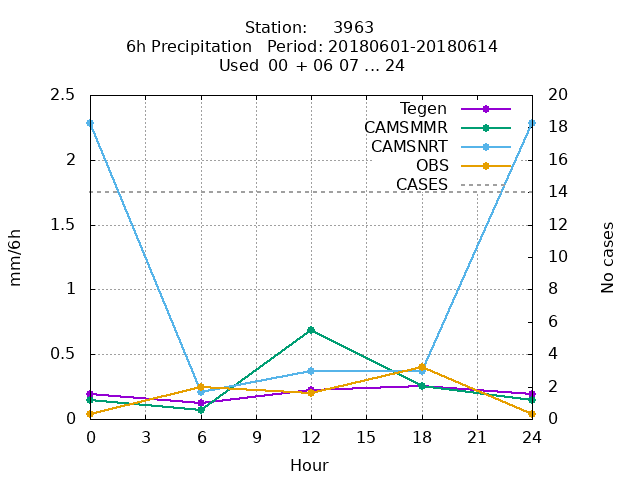 Station: 3963
6h Precipitation Period: 20180601-20180614
Used 00 + 06 07 ... 24
2.5
2
1.5
1
0.5
0
mm/6h
20
18
16
14
12
10
8
6
4
2
0
No cases
Tegen
CAMSMMR
CAMSNRT
OBS
CASES
0 3 6 9 12 15 18 21 24
Hour